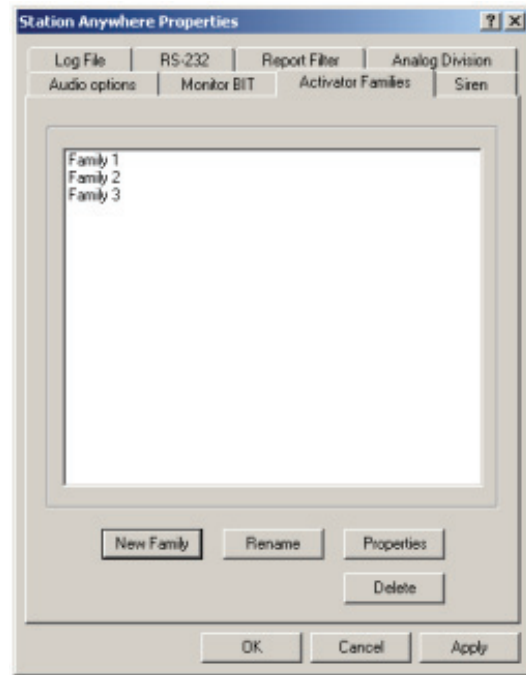 Station Anywhere Properties
Log File RS-232 Report Filter Analog Division
Audio options Monitor BIT Activator Families Siren
Family 1
Family 2
Family 3
New Family Rename Properties
Delete
OK Cancel Apply